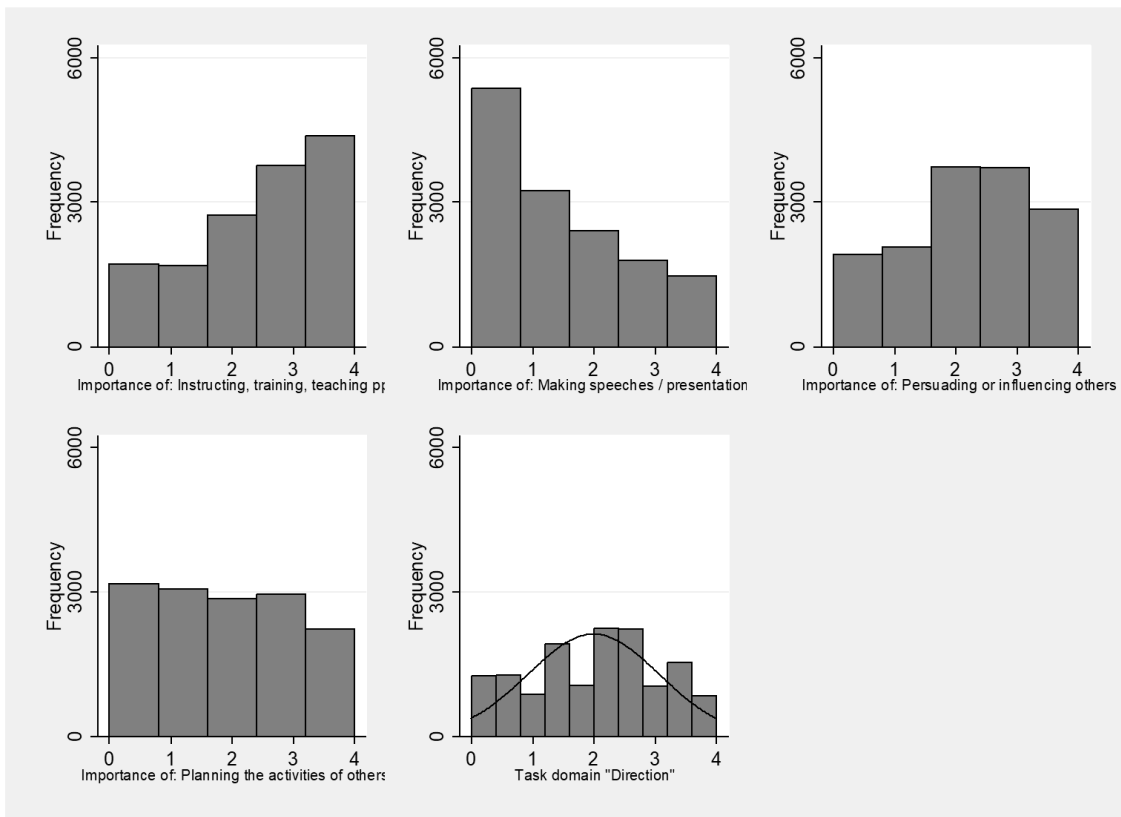 6000
3000
0
Frequency
0 1 2 3 4
Importance of: Instructing, training, teaching pp
6000
3000
0
Frequency
0 1 2 3 4
Importance of: Making speeches / presentation
6000
3000
0
Frequency
0 1 2 3 4
Importance of: Persuading or influencing others
6000
3000
0
Frequency
0 1 2 3 4
Importance of: Planning the activities of others
6000
3000
0
Frequency
0 1 2 3 4
Task domain "Direction"